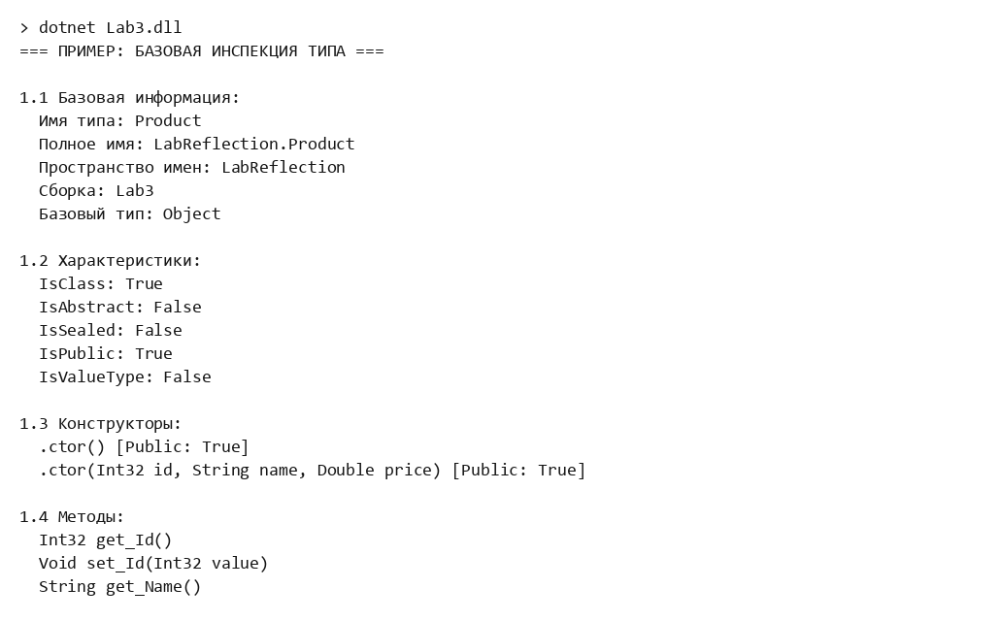 > dotnet Lab3.dll
=== ПРИМЕР: БАЗОВАЯ ИНСПЕКЦИЯ ТИПА ===
1.1 Базовая информация:
Имя типа: Product
Полное имя: LabReflection.Product
Пространство имен: LabReflection
Сборка: Lab3
Базовый тип: Object
1.2 Характеристики:
IsClass: True
IsAbstract: False
IsSealed: False
IsPublic: True
IsValueType: False
1.3 Конструкторы:
.ctor() [Public: True]
.ctor(Int32 id, String name, Double price) [Public: True]
1.4 Методы:
Int32 get_Id()
Void set_Id(Int32 value)
String get_Name()